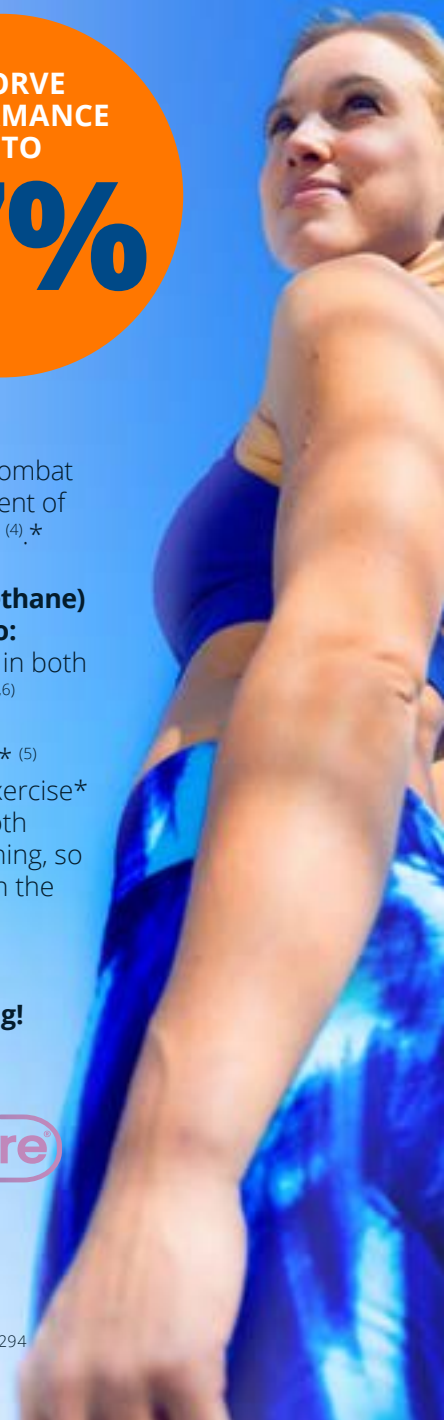 ORVE
MANCE
TO
7%
ombat
ent of
(4).*
thane)
o:
in both
,6)
* (5)
xercise*
oth
ning, so
n the
g!
re®
294